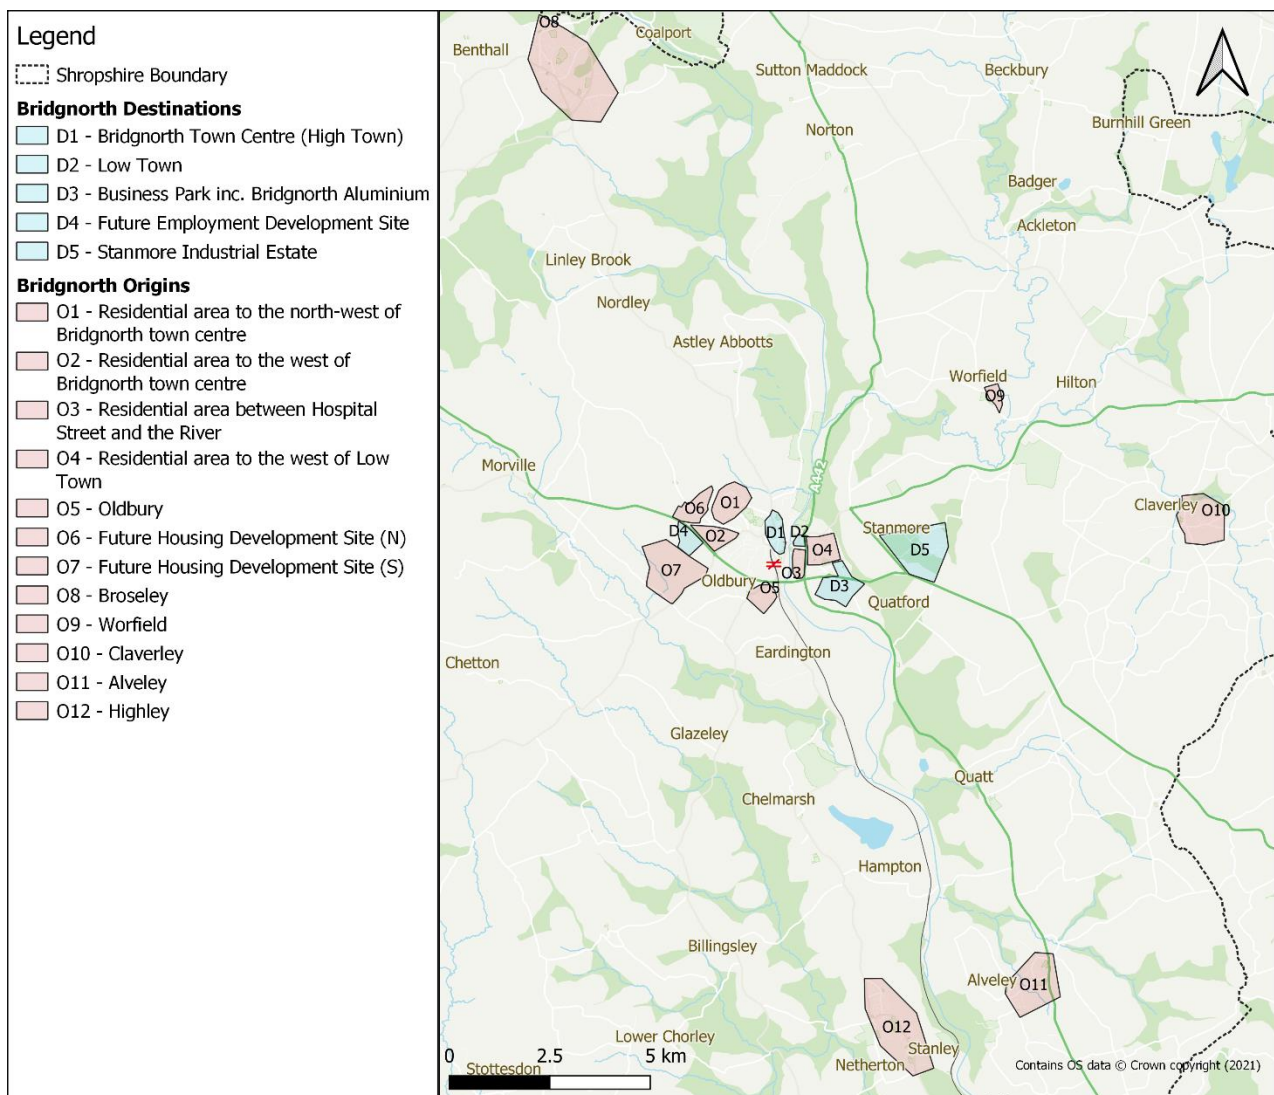 Legend
Shropshire Boundary
Bridgnorth Destinations
D1 - Bridgnorth Town Centre (High Town)
D2 - Low Town
D3 - Business Park inc. Bridgnorth Aluminium
D4 - Future Employment Development Site
D5 - Stanmore Industrial Estate
Bridgnorth Origins
O1 - Residential area to the north-west of
Bridgnorth town centre
O2 - Residential area to the west of
Bridgnorth town centre
O3 - Residential area between Hospital
Street and the River
O4 - Residential area to the west of Low
Town
O5 - Oldbury
O6 - Future Housing Development Site (N)
O7 - Future Housing Development Site (S)
O8 - Broseley
O9 - Worfield
O10 - Claverley
O11 - Alveley
O12 - Highley
O8
Coalport
Benthall
Sutton Maddock
Beckbury
Norton
Burnhill Green
Badger
Ackleton
Linley Brook
Nordley
Astley Abbotts
Worfield
Hilton
O9
Morville
A442
O6
O1
Claverley
O10
D4
O2
D1
D2
Stanmore
O4
D5
O7
Oldbury
O3
O5
D3
Quatford
Eardington
Chetton
Glazeley
Quatt
Chelmarsh
Hampton
Billingsley
Alveley
O11
O12
Lower Chorley
Stanley
Netherton
Stottesdon
0
2.5
5 km
Contains OS data © Crown copyright (2021)